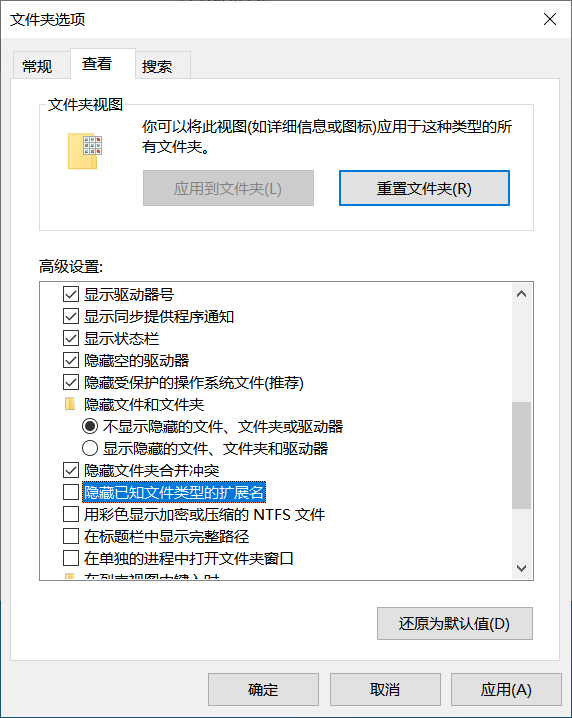 文件夹选项
常规
查看
搜索
文件夹视图
你可以将此视图(如详细信息或图标)应用于这种类型的所
有文件夹。
应用到文件夹(L)
重置文件夹(R)
高级设置:
显示驱动器号
显示同步提供程序通知
显示状态栏
隐藏空的驱动器
隐藏受保护的操作系统文件(推荐)
隐藏文件和文件夹
不显示隐藏的文件、文件夹或驱动器
显示隐藏的文件、文件夹和驱动器
隐藏文件夹合并冲突
隐藏已知文件类型的扩展名
用彩色显示加密或压缩的 NTFS 文件
在标题栏中显示完整路径
在单独的进程中打开文件夹窗口
在列表视图中键入时
还原为默认值(D)
确定
取消
应用(A)